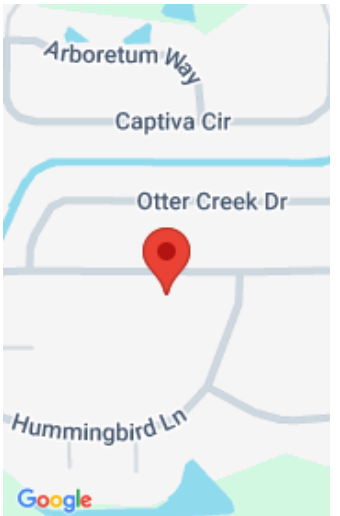 Arboretum Way
Captiva Cir
Otter Creek Dr
Hummingbird Ln
Google